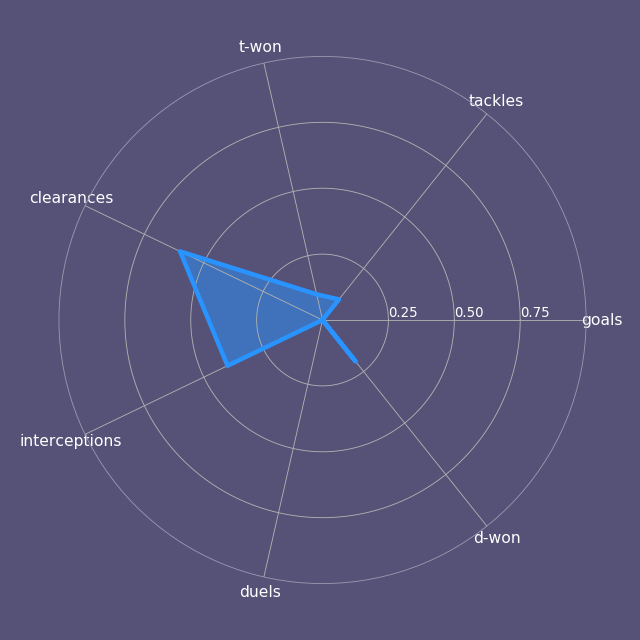 t-won
tackles
clearances
0.25 0.50 0.75 goals
interceptions
d-won
duels